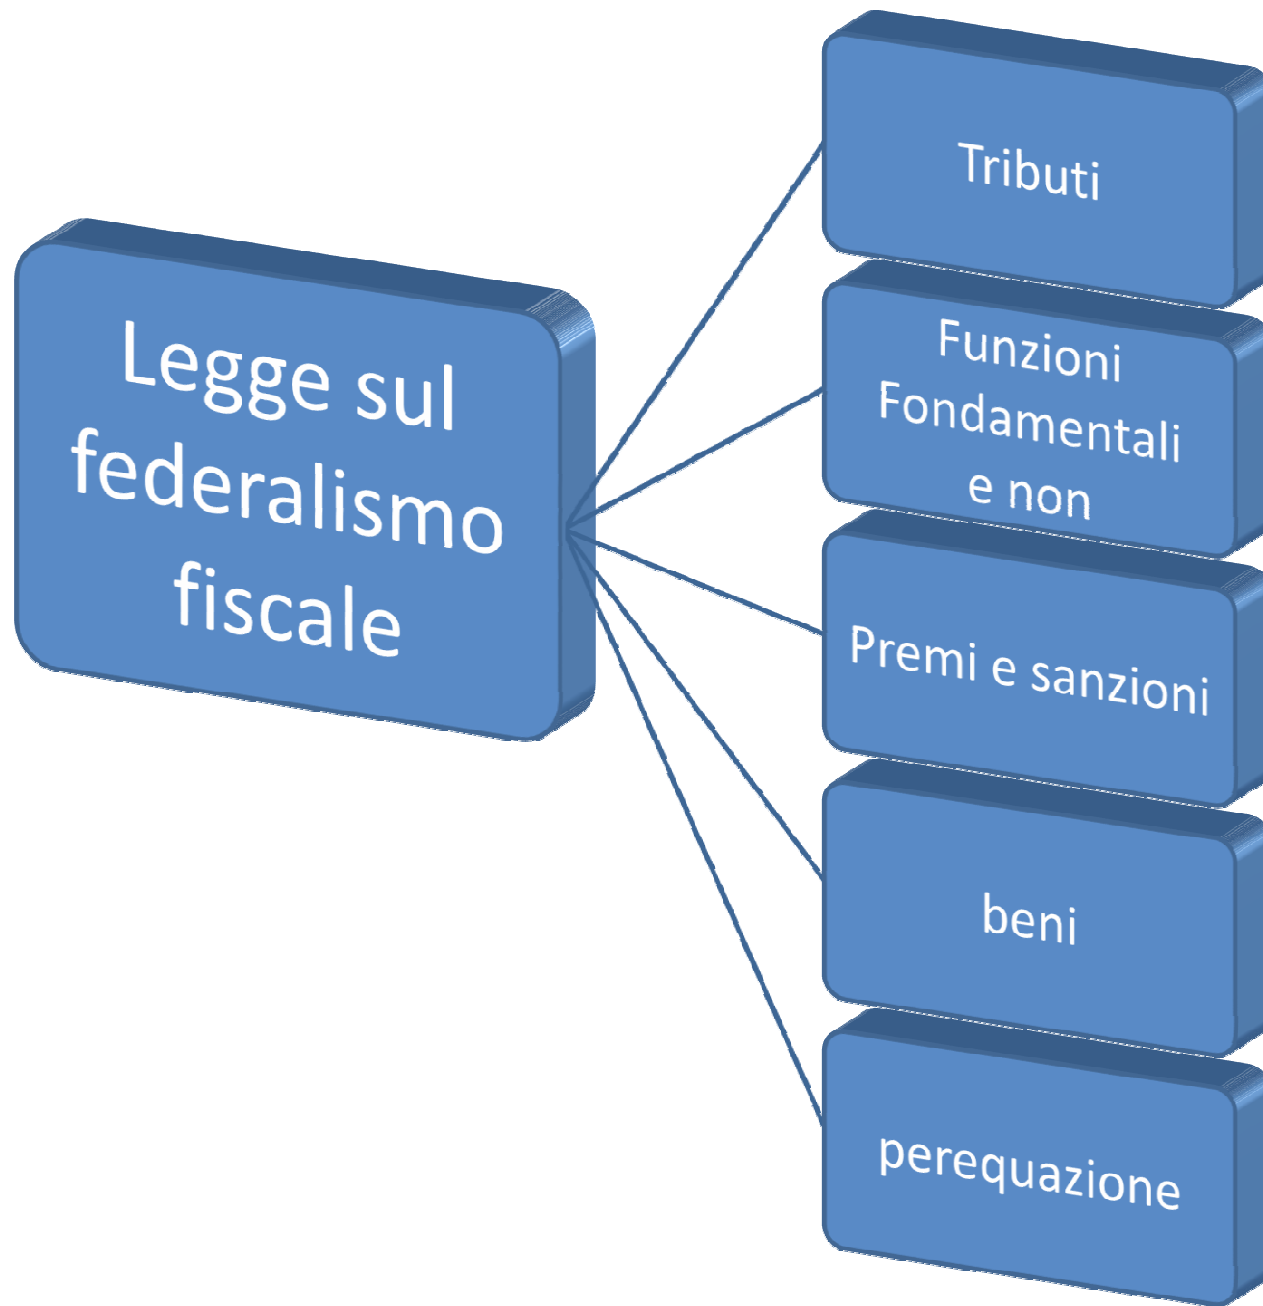 Legge sul
federalismo
fiscale
Tributi
Funzioni
Fondamentali
e non
Premi e sanzioni
beni
perequazione